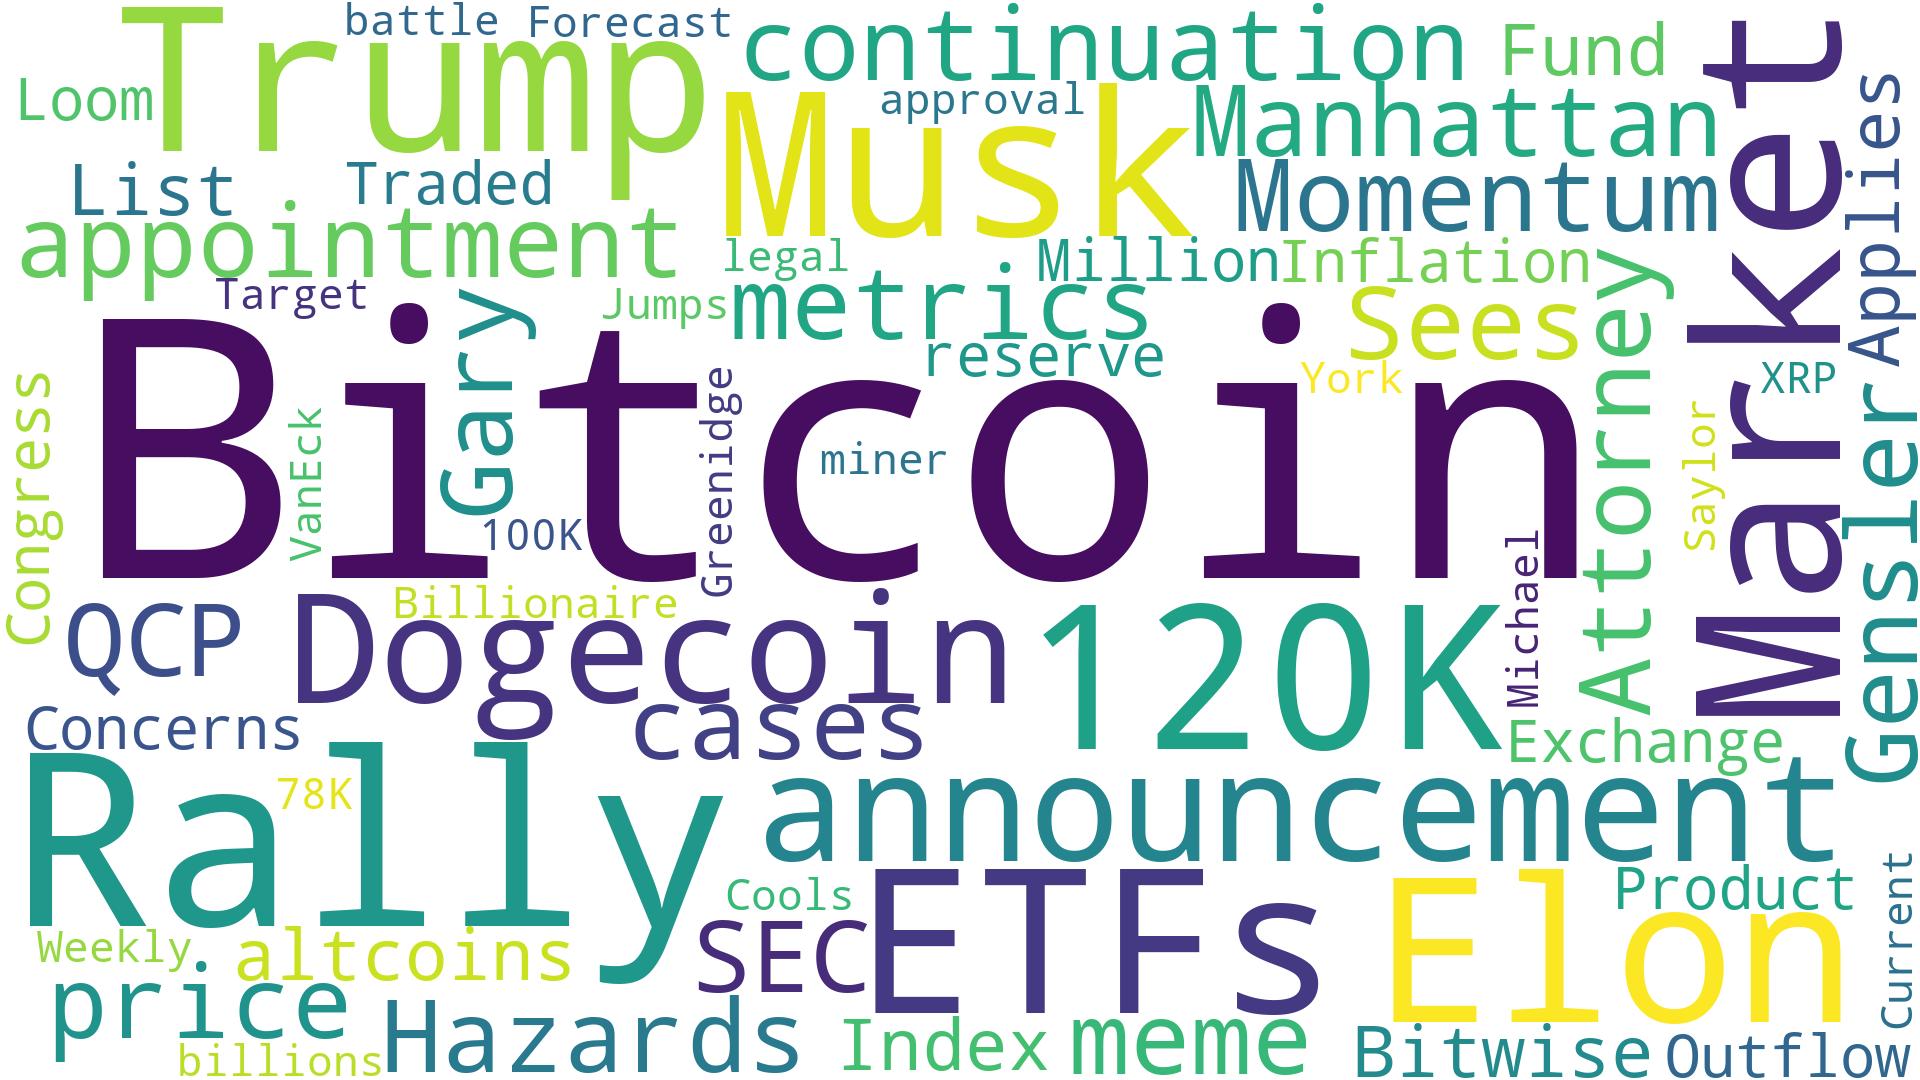 battle
Forecast
Trump
continuation
Fund
Loom
Musk
approval
Manhattan
Market
Applies
List
Traded
Momentum
appointment
legal
Million
Inflation
Target
Jumps
metrics
Sees
Attorney
Gary
reserve
York
XRP
Bitcoin
Congress
VanEck
Greenidge
miner
Saylor
Gensler
100K
Michael
Billionaire
QCP
Dogecoin
120K
Concerns
cases
Exchange
Rally
78K
announcement
Cools
ETFs
Elon
Product
Current
Weekly
altcoins
SEC
price
Hazards
Index
meme
Bitwise
Outflow
billions